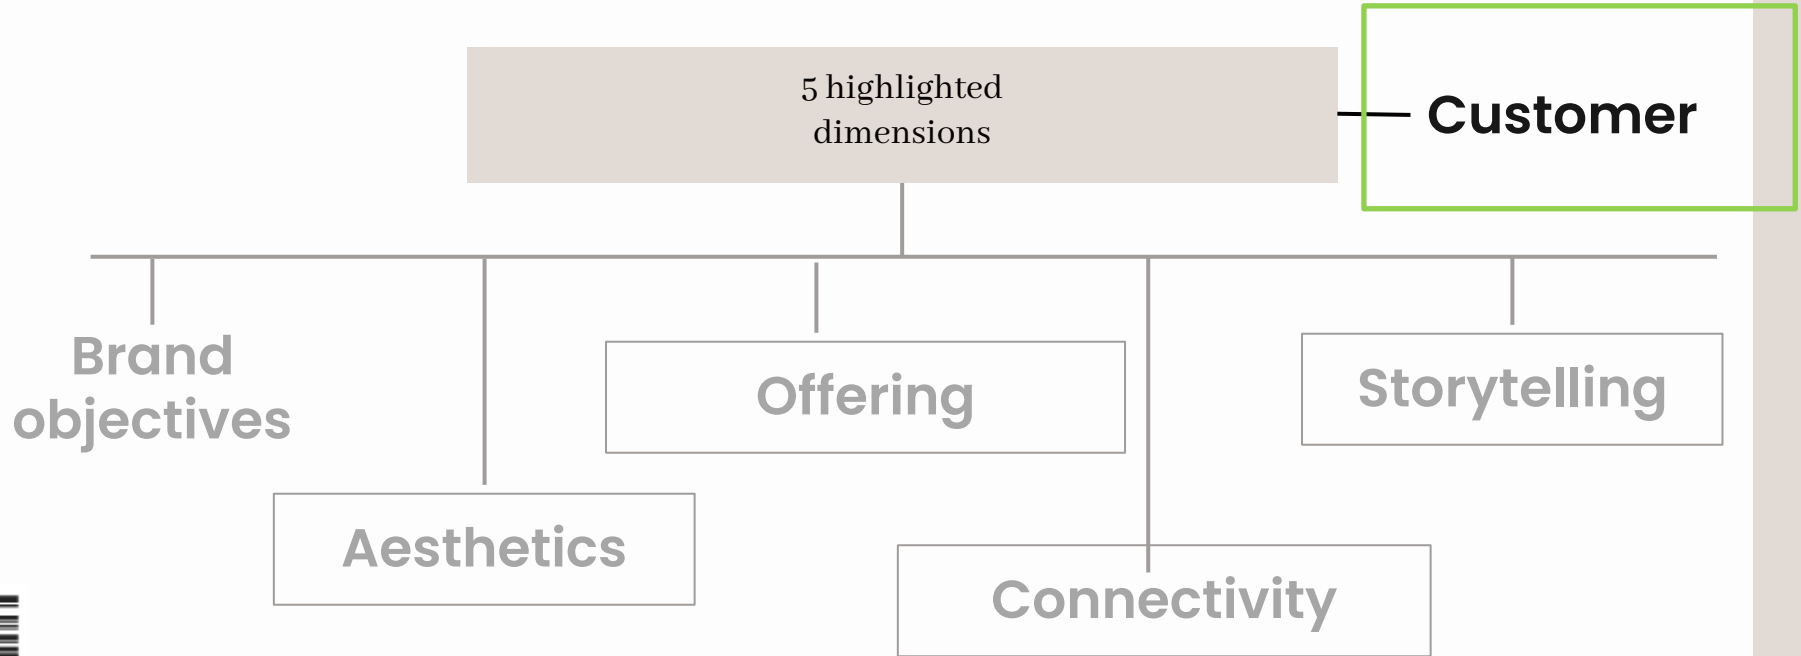 5 highlighted
dimensions
Customer
Brand
objectives
Offering
Storytelling
Aesthetics
Connectivity